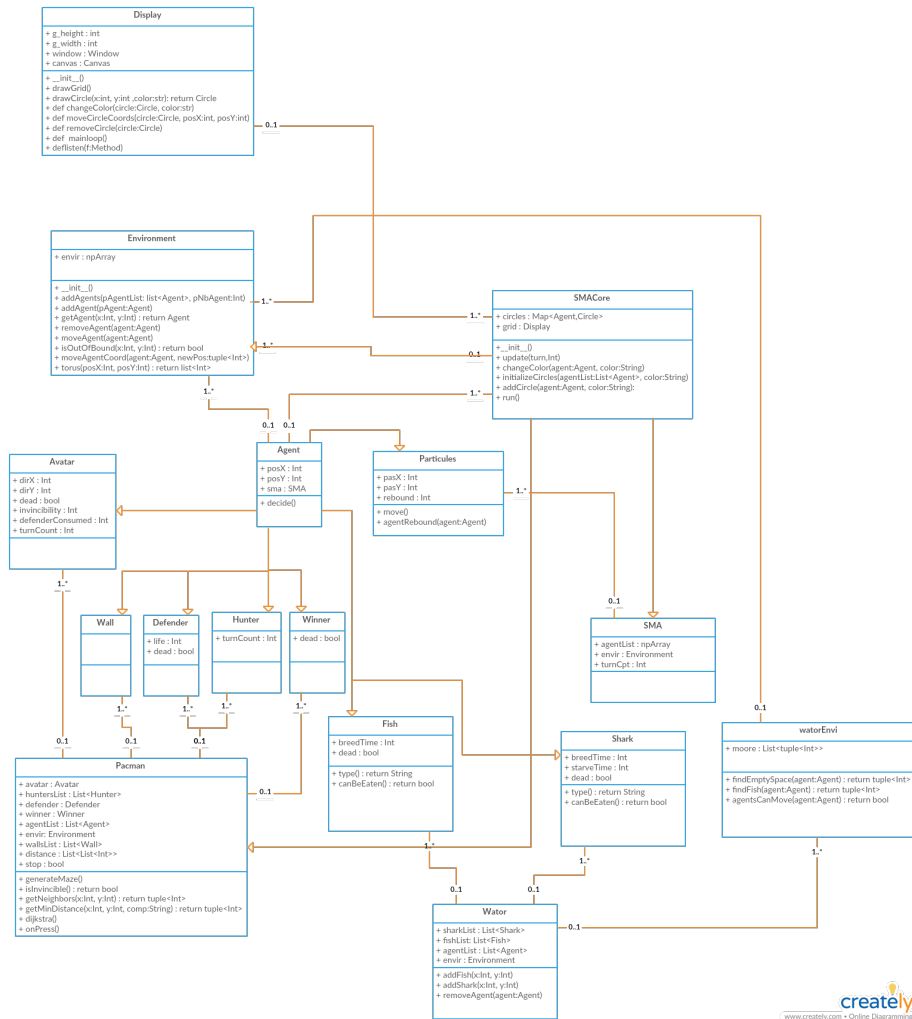 Display
+ g_height : int
+ g_width : int
+ window : Window
+ canvas : Canvas
+ __init__()
+ drawGrid()
+ drawCircle(x:int, y:int ,color:str): return Circle
+ def changeColor(circle:Circle, color:str)
+ def moveCircleCoords(circle:Circle, posX:int, posY:int)
+ def removeCircle(circle:Circle)
+ def mainloop()
+ deflisten(f:Method)
0..1
Environment
+ envir : npArray
+ __init__()
+ addAgents(pAgentList: list<Agent>, pNbAgent:Int)
+ addAgent(pAgent:Agent)
+ getAgent(x:Int, y:Int) : return Agent
+ removeAgent(agent:Agent)
+ moveAgent(agent:Agent)
+ isOutOfBound(x:Int, y:Int) : return bool
+ moveAgentCoord(agent:Agent, newPos:tuple<Int>)
+ torus(posX:Int, posY:Int) : return list<Int>
1..*
1..*
1..*
SMACore
+ circles : Map<Agent,Circle>
+ grid : Display
+__init__()
+ update(turn,Int)
+ changeColor(agent:Agent, color:String)
+ initializeCircles(agentList:List<Agent>, color:String)
+ addCircle(agent:Agent, color:String):
+ run()
1..*
0..1
1..*
0..1
0..1
Agent
+ posX : Int
+ posY : Int
+ sma : SMA
+ decide()
Particules
+ pasX : Int
+ pasY : Int
+ rebound : Int
+ move()
+ agentRebound(agent:Agent)
1..*
0..1
Avatar
+ dirX : Int
+ dirY : Int
+ dead : bool
+ invincibility : Int
+ defenderConsumed : Int
+ turnCount : Int
1..*
0..1
Wall
Defender
+ life : Int
+ dead : bool
Hunter
+ turnCount : Int
Winner
+ dead : bool
1..*
1..*
1..*
1..*
0..1
0..1
0..1
SMA
+ agentList : npArray
+ envir : Environment
+ turnCpt : Int
Fish
+ breedTime : Int
+ dead : bool
+ type() : return String
+ canBeEaten() : return bool
Shark
+ breedTime : Int
+ starveTime : Int
+ dead : bool
+ type() : return String
+ canBeEaten() : return bool
0..1
watorEnvi
+ moore : List<tuple<Int>>
+ findEmptySpace(agent:Agent) : return tuple<Int>
+ findFish(agent:Agent) : return tuple<Int>
+ agentsCanMove(agent:Agent) : return bool
Pacman
+ avatar : Avatar
+ huntersList : List<Hunter>
+ defender : Defender
+ winner : Winner
+ agentList : List<Agent>
+ envir: Environment
+ wallsList : List<Wall>
+ distance : List<List<Int>>
+ stop : bool
+ generateMaze()
+ isInvincible() : return bool
+ getNeighbors(x:Int, y:Int) : return tuple<Int>
+ getMinDistance(x:Int, y:Int, comp:String) : return tuple<Int>
+ dijkstra()
+ onPress()
1..*
1..*
1..*
0..1
0..1
0..1
Wator
+ sharkList : List<Shark>
+ fishList: List<Fish>
+ agentList : List<Agent>
+ envir : Environment
+ addFish(x:Int, y:Int)
+ addShark(x:Int, y:Int)
+ removeAgent(agent:Agent)
creately
www.creately.com • Online Diagramming